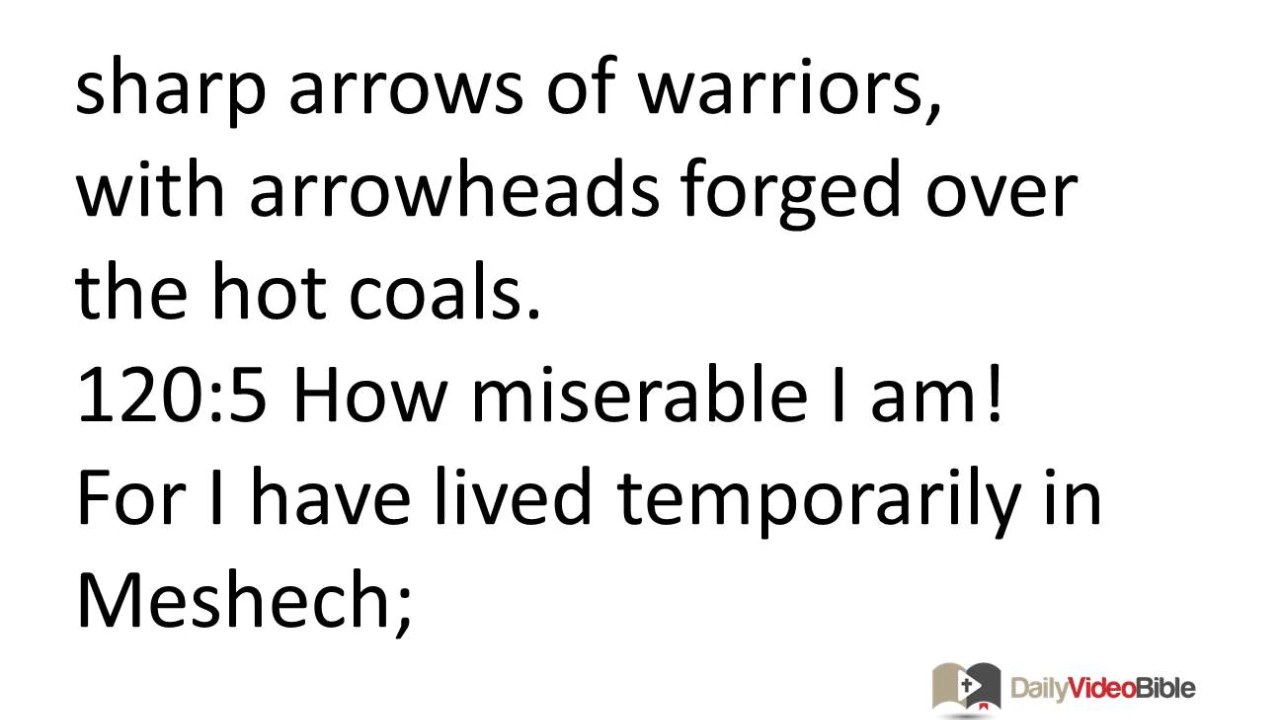 sharp arrows of warriors,
with arrowheads forged over
the hot coals.
120:5 How miserable I am!
For I have lived temporarily in
Meshech;
DailyVideoBible